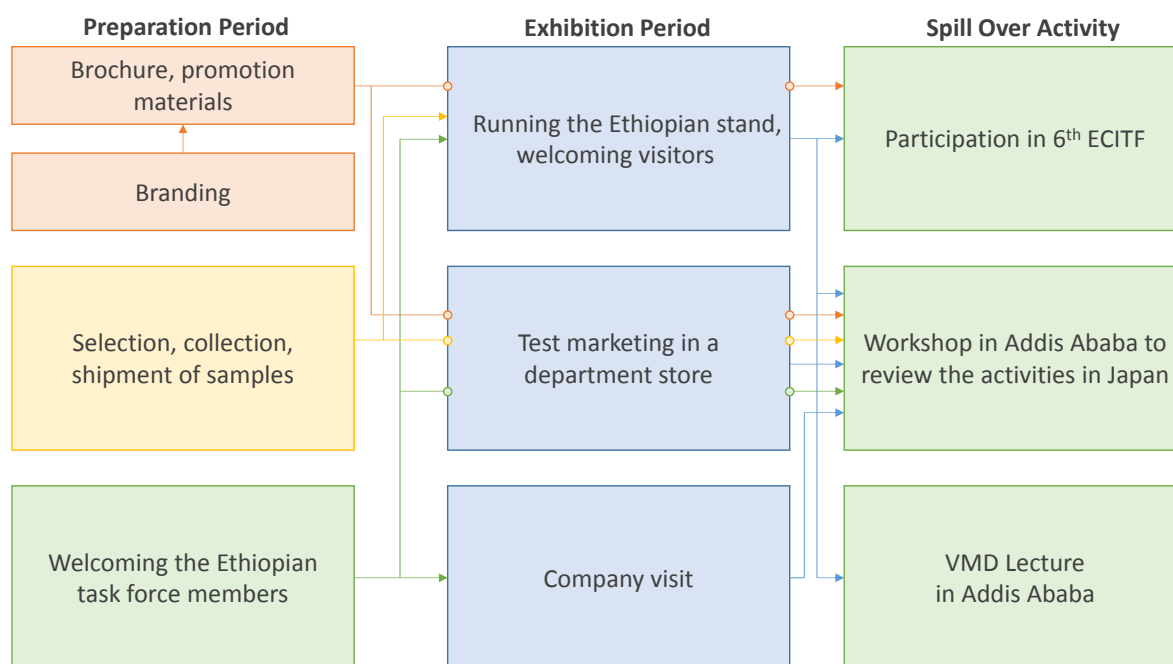 Preparation Period
Brochure, promotion
materials
Branding
Selection, collection,
shipment of samples
Welcoming the Ethiopian
task force members
Exhibition Period
Running the Ethiopian stand,
welcoming visitors
Test marketing in a
department store
Company visit
Spill Over Activity
Participation in 6th ECITF
Workshop in Addis Ababa to
review the activities in Japan
VMD Lecture
in Addis Ababa